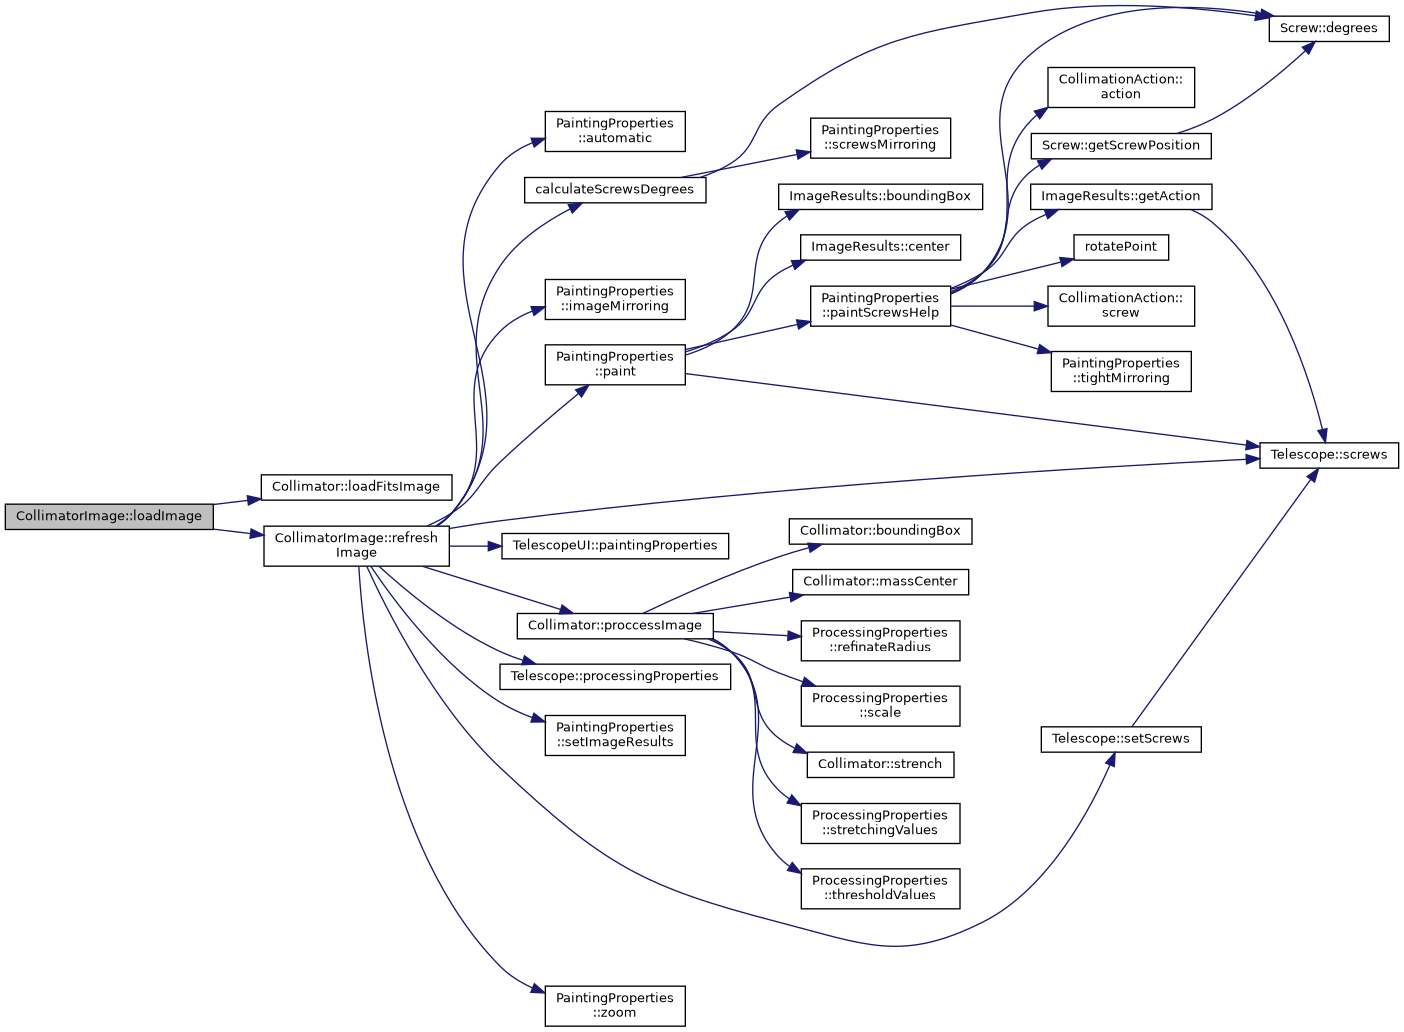 CollimatorImage::loadImage
Collimator::loadFitsImage
CollimatorImage::refresh
Image
PaintingProperties
::automatic
calculateScrewsDegrees
PaintingProperties
::imageMirroring
PaintingProperties
::paint
TelescopeUI::paintingProperties
Collimator::proccessImage
Telescope::processingProperties
PaintingProperties
::setImageResults
PaintingProperties
::zoom
PaintingProperties
::screwsMirroring
ImageResults::boundingBox
ImageResults::center
PaintingProperties
::paintScrewsHelp
Collimator::boundingBox
Collimator::massCenter
ProcessingProperties
::refinateRadius
ProcessingProperties
::scale
Collimator::strench
ProcessingProperties
::stretchingValues
ProcessingProperties
::thresholdValues
CollimationAction::
action
Screw::getScrewPosition
ImageResults::getAction
rotatePoint
CollimationAction::
screw
PaintingProperties
::tightMirroring
Telescope::setScrews
Screw::degrees
Telescope::screws